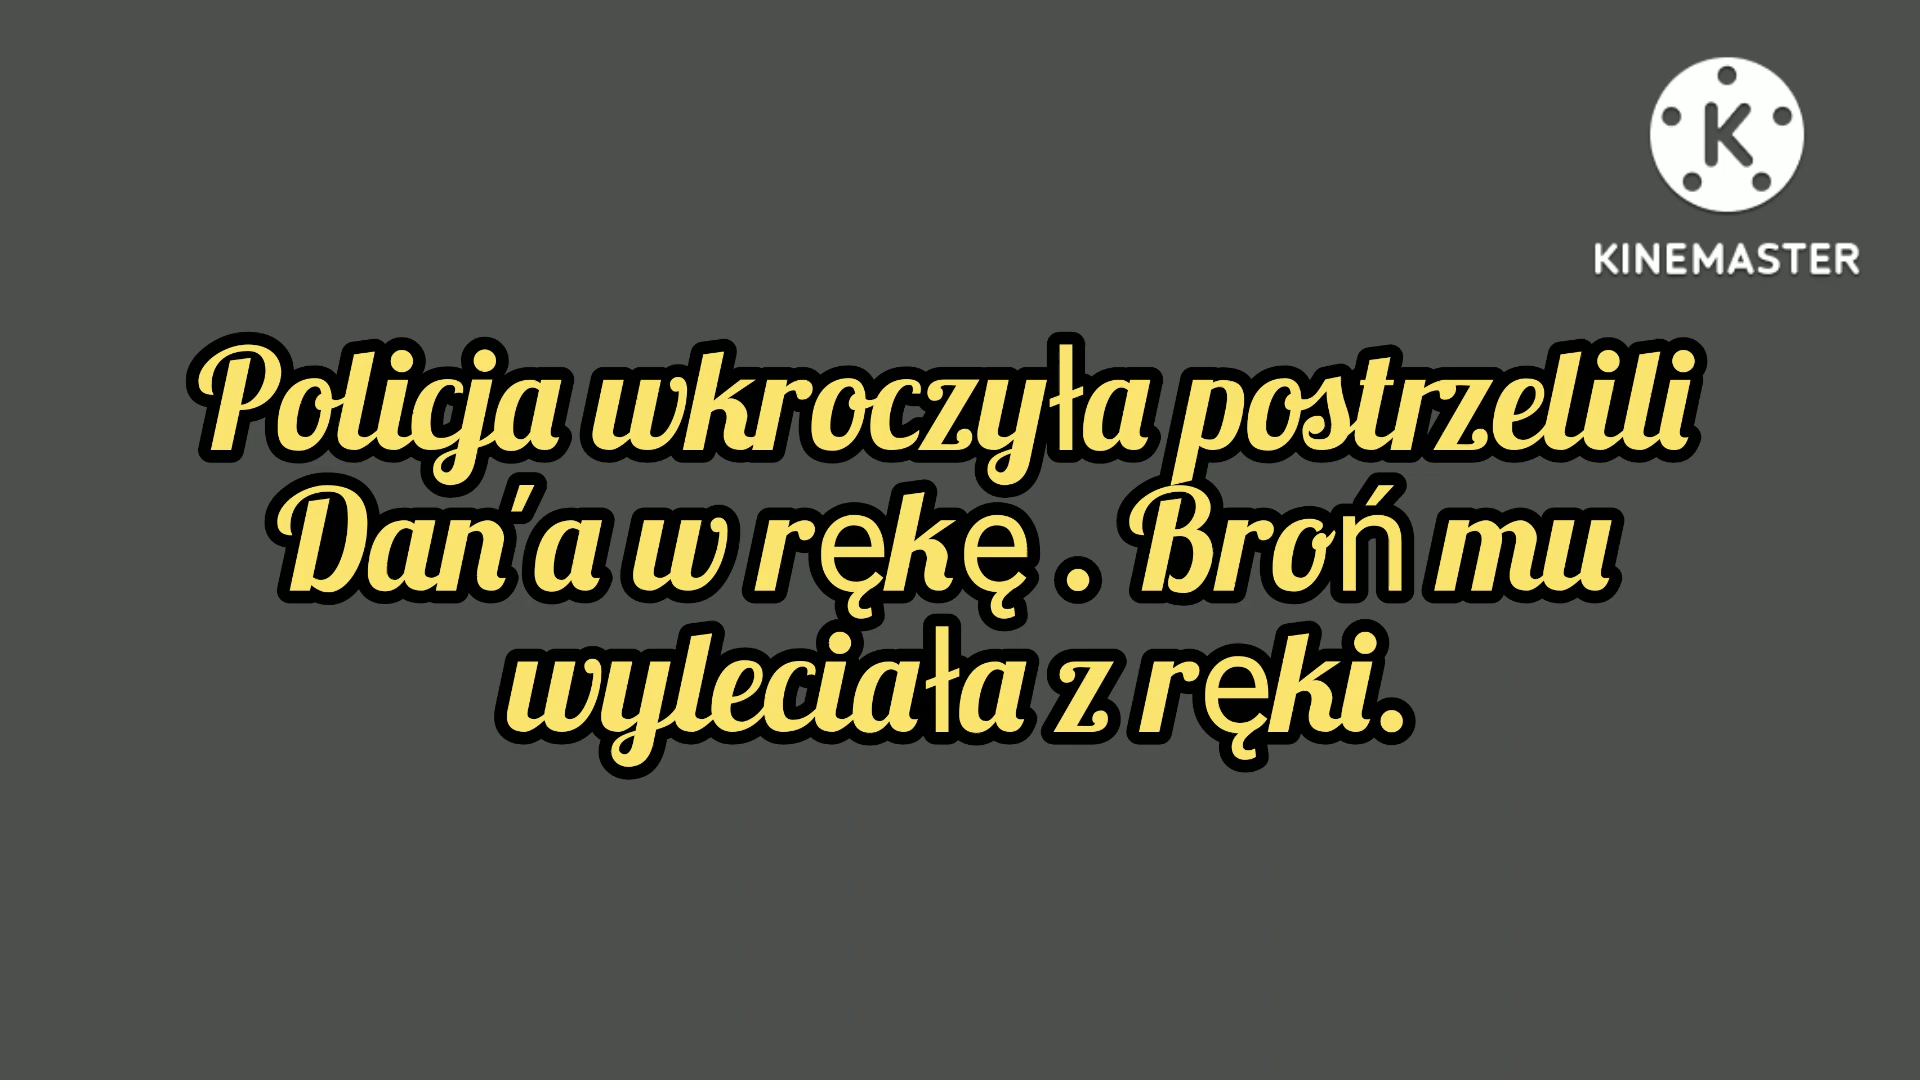 KINEMASTER
Policja wkroczyła postrzelili
Dan'a w rękę . Broń mu
wyleciała z ręki.